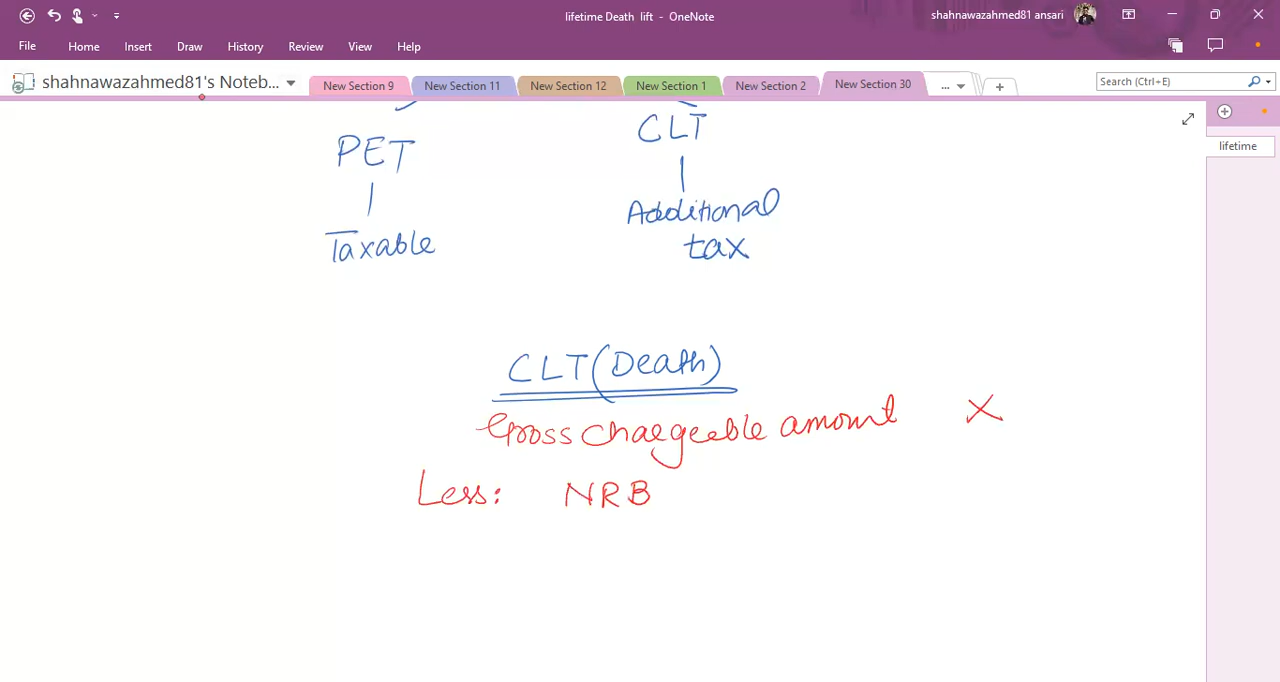 lifetime Death lift - OneNote
shahnawazahmed81 ansari
File Home Insert Draw History Review View Help
shahnawazahmed81's Noteb...
New Section 9
New Section 11
New Section 12
New Section 1
New Section 2
New Section 30
...
Search (Ctrl+E)
lifetime
PET
CLT
Taxable
Additional
tax
CLT (Death)
Gross chargeeble amount X
Less: NRB